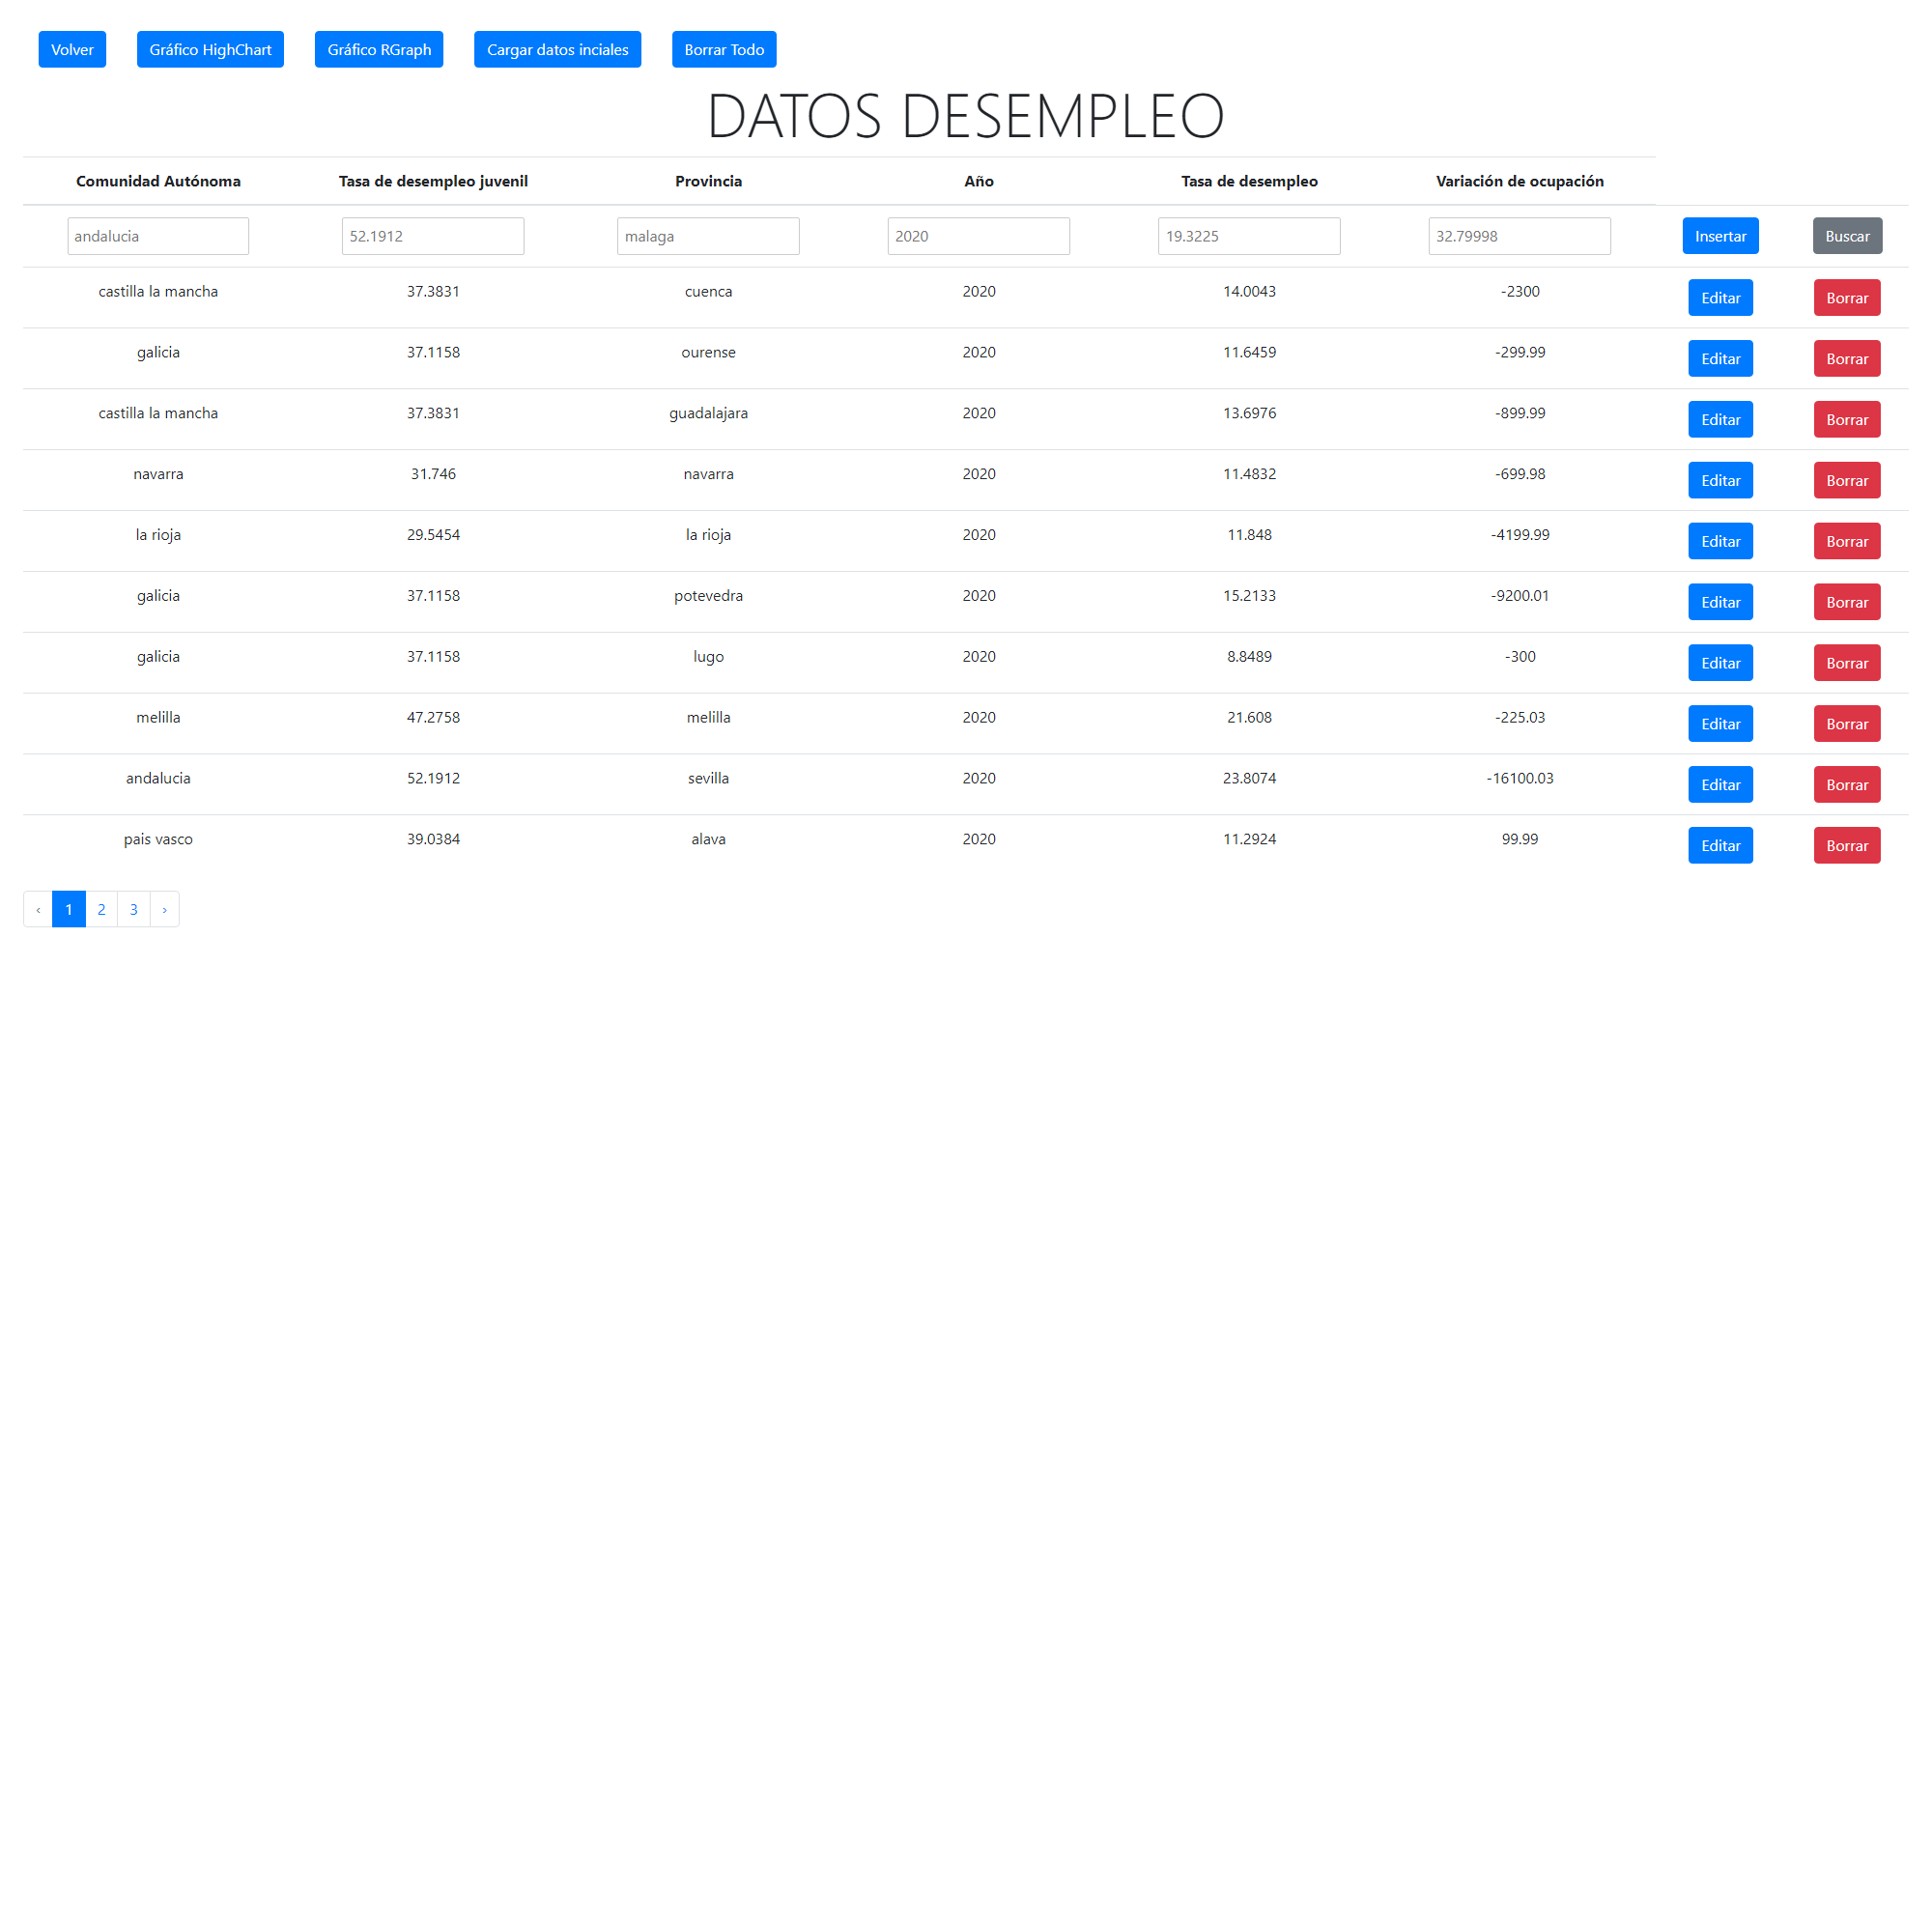 Volver Gráfico HighChart Gráfico RGraph Cargar datos inciales Borrar Todo
DATOS DESEMPLEO
Comunidad Autónoma Tasa de desempleo juvenil Provincia Año Tasa de desempleo Variación de ocupación
andalucia 52.1912 malaga 2020 19.3225 32.79998 Insertar Buscar
castilla la mancha 37.3831 cuenca 2020 14.0043 -2300 Editar Borrar
galicia 37.1158 ourense 2020 11.6459 -299.99 Editar Borrar
castilla la mancha 37.3831 guadalajara 2020 13.6976 -899.99 Editar Borrar
navarra 31.746 navarra 2020 11.4832 -699.98 Editar Borrar
la rioja 29.5454 la rioja 2020 11.848 -4199.99 Editar Borrar
galicia 37.1158 potevedra 2020 15.2133 -9200.01 Editar Borrar
galicia 37.1158 lugo 2020 8.8489 -300 Editar Borrar
melilla 47.2758 melilla 2020 21.608 -225.03 Editar Borrar
andalucia 52.1912 sevilla 2020 23.8074 -16100.03 Editar Borrar
pais vasco 39.0384 alava 2020 11.2924 99.99 Editar Borrar
‹ 1 2 3 ›